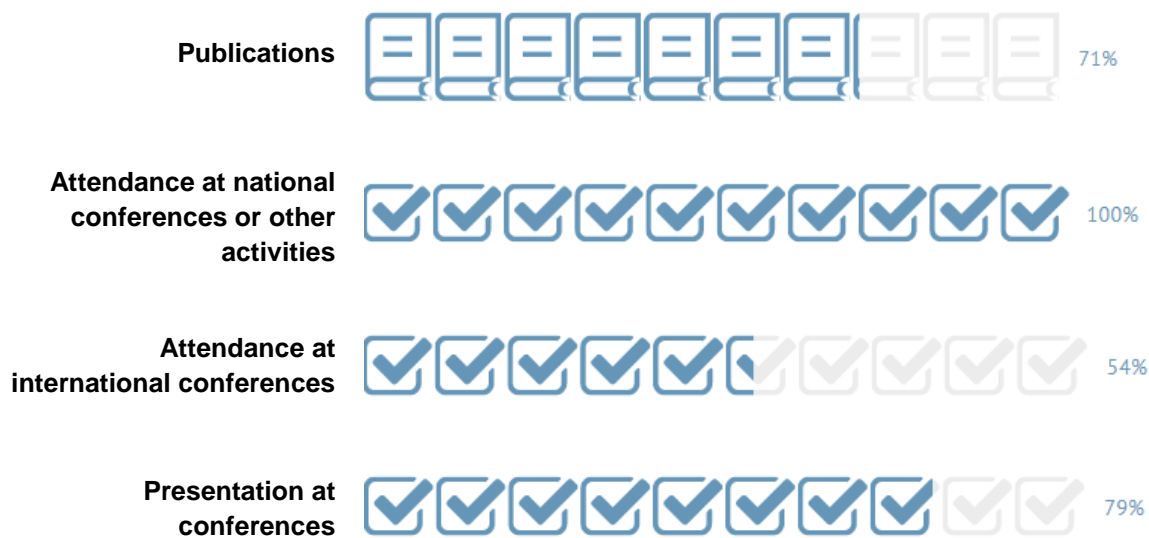 Publications
71%
Attendance at national
conferences or other
activities
100%
Attendance at
international conferences
54%
Presentation at
conferences
79%